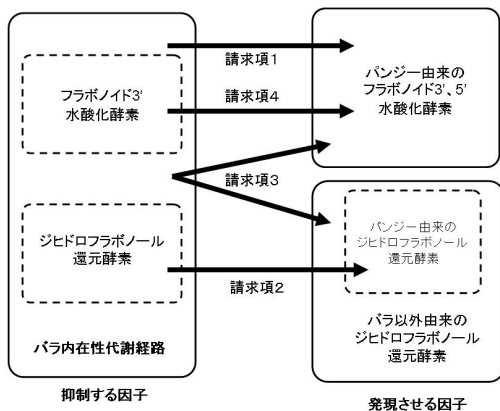 請求項1
フラボノイド3'
水酸化酵素
請求項4
パンジー由来の
フラボノイド3'、5'
水酸化酵素
請求項3
ジヒドロフラボノール
還元酵素
請求項2
パンジー由来の
ジヒドロフラボノール
還元酵素
バラ以外由来の
ジヒドロフラボノール
還元酵素
バラ内在性代謝経路
抑制する因子
発現させる因子